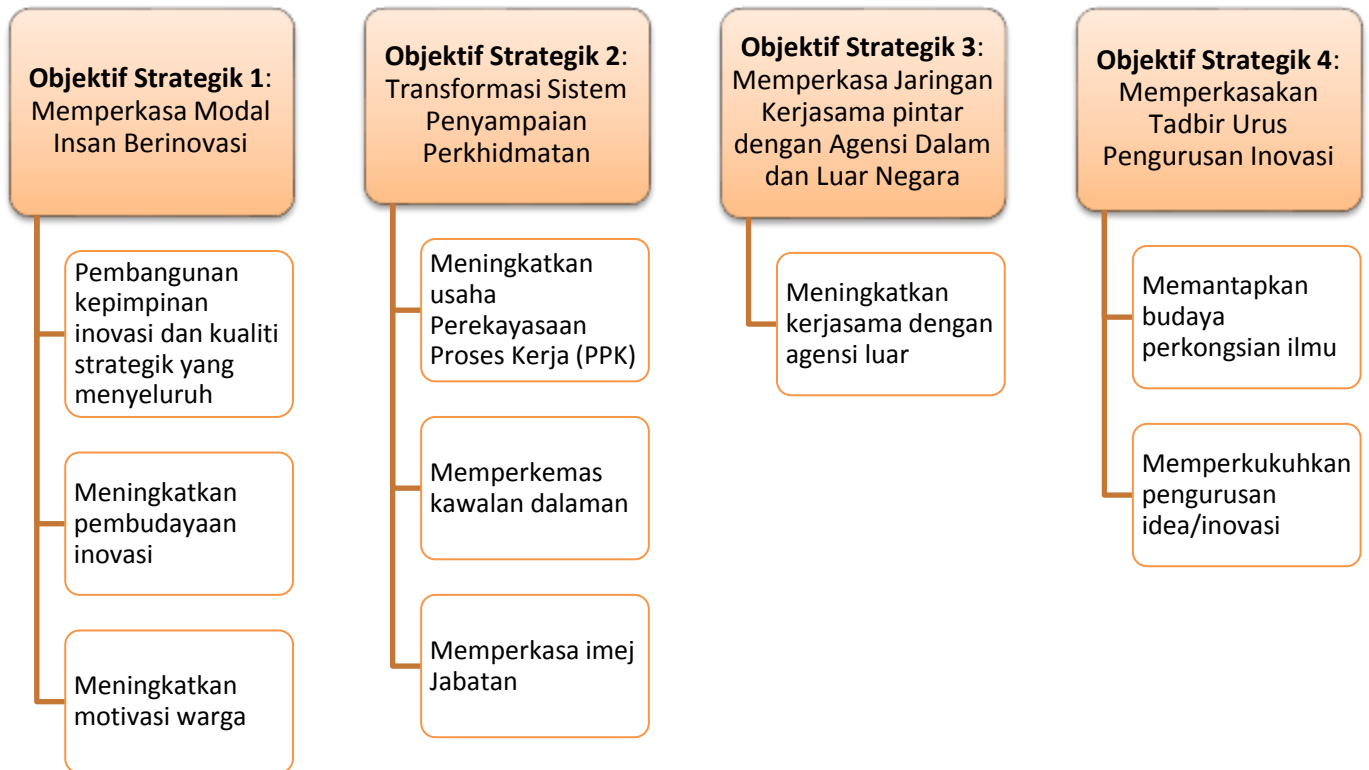 Objektif Strategik 1:
Memperkasa Modal
Insan Berinovasi
Pembangunan
kepimpinan
inovasi dan kualiti
strategik yang
menyeluruh
Meningkatkan
pembudayaan
inovasi
Meningkatkan
motivasi warga
Objektif Strategik 2:
Transformasi Sistem
Penyampaian
Perkhidmatan
Meningkatkan
usaha
Perekayasaan
Proses Kerja (PPK)
Memperkemas
kawalan dalaman
Memperkasa imej
Jabatan
Objektif Strategik 3:
Memperkasa Jaringan
Kerjasama pintar
dengan Agensi Dalam
dan Luar Negara
Meningkatkan
kerjasama dengan
agensi luar
Objektif Strategik 4:
Memperkasakan
Tadbir Urus
Pengurusan Inovasi
Memantapkan
budaya
perkongsian ilmu
Memperkukuhkan
pengurusan
idea/inovasi